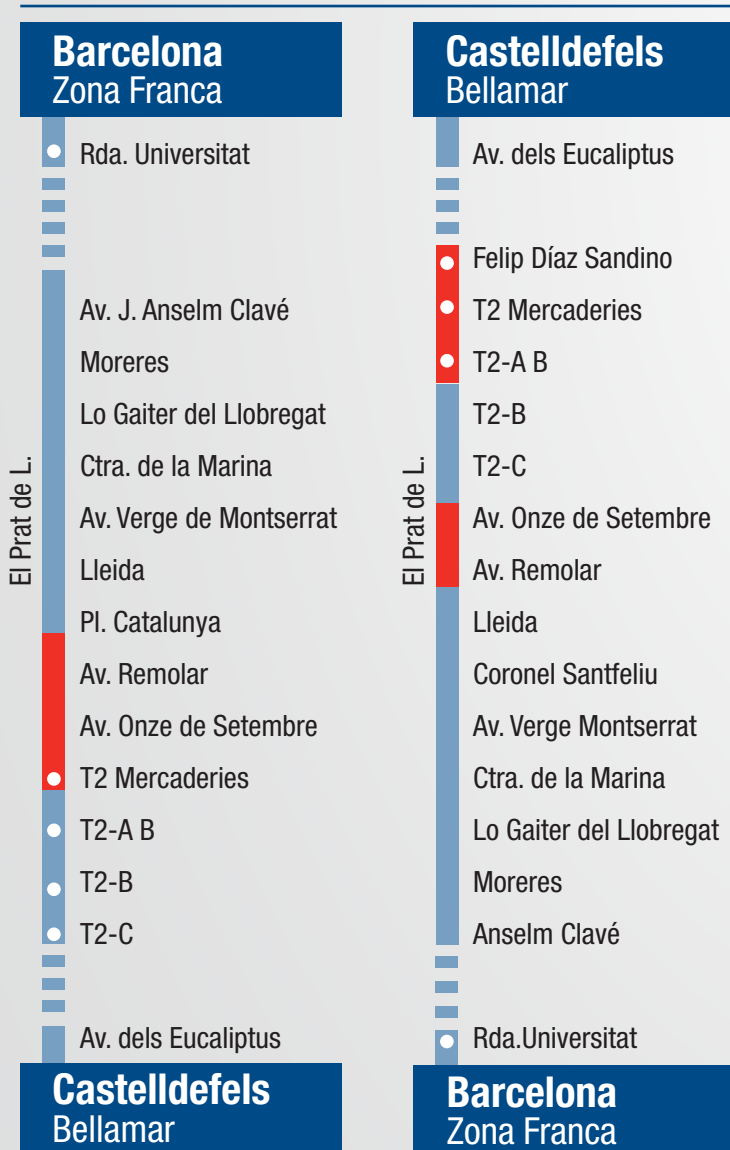 Barcelona
Zona Franca
Rda. Universitat
Av. J. Anselm Clavé
Moreres
Lo Gaiter del Llobregat
Ctra. de la Marina
Av. Verge de Montserrat
Lleida
Pl. Catalunya
Av. Remolar
Av. Onze de Setembre
T2 Mercaderies
T2-A B
T2-B
T2-C
Av. dels Eucaliptus
El Prat de L.
Castelldefels
Bellamar
Castelldefels
Bellamar
Av. dels Eucaliptus
Felip Díaz Sandino
T2 Mercaderies
T2-A B
T2-B
T2-C
Av. Onze de Setembre
Av. Remolar
Lleida
Coronel Santfeliu
Av. Verge Montserrat
Ctra. de la Marina
Lo Gaiter del Llobregat
Moreres
Anselm Clavé
Rda.Universitat
El Prat de L.
Barcelona
Zona Franca